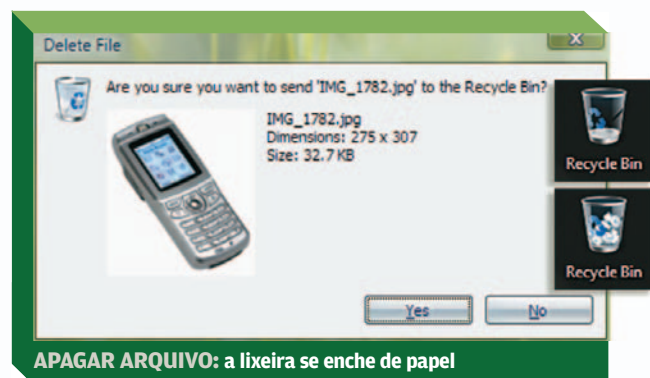 Delete File
Are you sure you want to send 'IMG_1782.jpg' to the Recycle Bin?
IMG_1782.jpg
Dimensions: 275 x 307
Size: 32.7 KB
Recycle Bin
Recycle Bin
Yes
No
APAGAR ARQUIVO: a lixeira se enche de papel